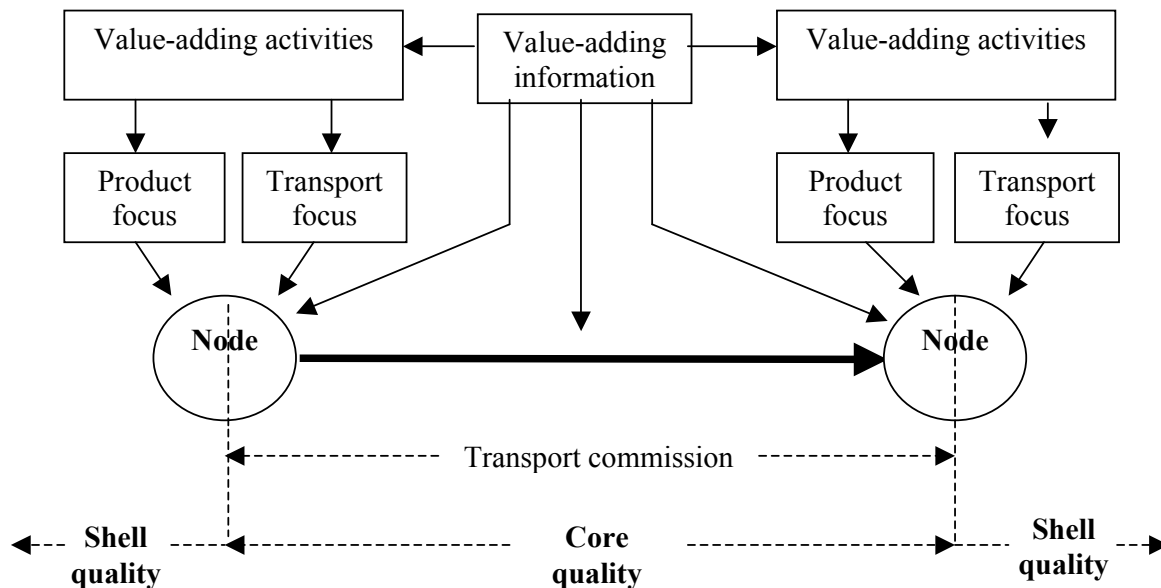 Value-adding activities
Value-adding
information
Value-adding activities
Product
focus
Transport
focus
Product
focus
Transport
focus
Node
Node
Transport commission
Shell
quality
Core
quality
Shell
quality